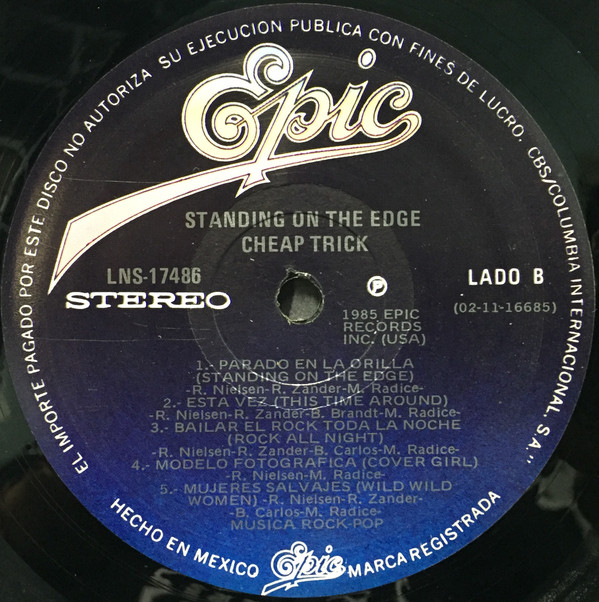 EL IMPORTE PAGADO POR ESTE DISCO NO AUTORIZA SU EJECUCION PUBLICA CON FINES DE LUCRO. CBS/COLUMBIA INTERNACIONAL, S.A."
Epic
STANDING ON THE EDGE
CHEAP TRICK
LNS-17486
STEREO
LADO B
(02-11-16685)
Ⓟ
1985 EPIC
RECORDS
INC. (USA)
1.- PARADO EN LA ORILLA
(STANDING ON THE EDGE)
-R. Nielsen-R. Zander-M. Radice-
2.- ESTA VEZ (THIS TIME AROUND)
-R. Nielsen-R. Zander-B. Brandt-M. Radice-
3.- BAILAR EL ROCK TODA LA NOCHE
(ROCK ALL NIGHT)
-R. Nielsen-R. Zander-B. Carlos-M. Radice-
4.- MODELO FOTOGRAFICA (COVER GIRL)
-R. Nielsen-M. Radice-
5.- MUJERES SALVAJES (WILD WILD
WOMEN) -R. Nielsen-R. Zander-
-B. Carlos-M. Radice-
MUSICA ROCK-POP
HECHO EN MEXICO
Epic
MARCA REGISTRADA